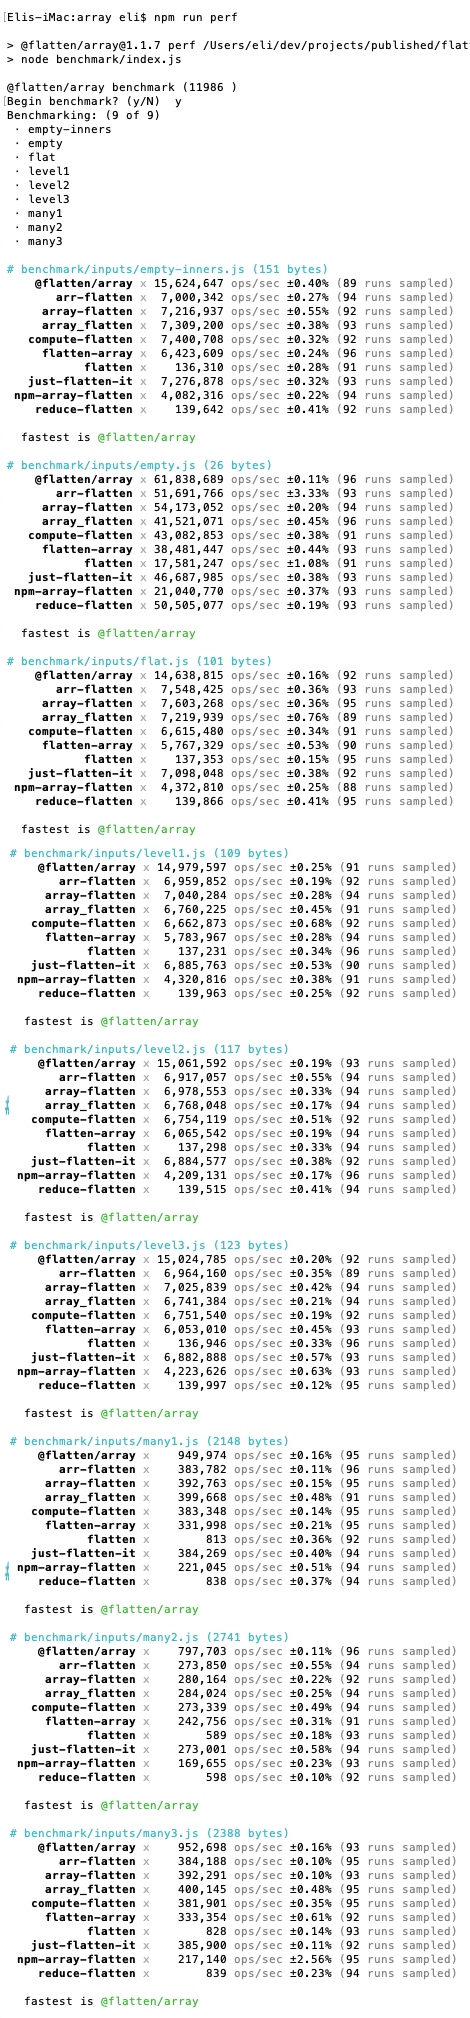 Elis-iMac:array eli$ npm run perf
> @flatten/array@1.1.7 perf /Users/eli/dev/projects/published/flat
> node benchmark/index.js
@flatten/array benchmark (11986 )
Begin benchmark? (y/N)  y
Benchmarking: (9 of 9)
· empty-inners
· empty
· flat
· level1
· level2
· level3
· many1
· many2
· many3
# benchmark/inputs/empty-inners.js (151 bytes)
@flatten/array x 15,624,647 ops/sec ±0.40% (89 runs sampled)
arr-flatten x 7,000,342 ops/sec ±0.27% (94 runs sampled)
array-flatten x 7,216,937 ops/sec ±0.55% (92 runs sampled)
array_flatten x 7,309,200 ops/sec ±0.38% (93 runs sampled)
compute-flatten x 7,400,708 ops/sec ±0.32% (92 runs sampled)
flatten-array x 6,423,609 ops/sec ±0.24% (96 runs sampled)
flatten x 136,310 ops/sec ±0.28% (91 runs sampled)
just-flatten-it x 7,276,878 ops/sec ±0.32% (93 runs sampled)
npm-array-flatten x 4,082,316 ops/sec ±0.22% (94 runs sampled)
reduce-flatten x 139,642 ops/sec ±0.41% (92 runs sampled)
fastest is @flatten/array
# benchmark/inputs/empty.js (26 bytes)
@flatten/array x 61,838,689 ops/sec ±0.11% (96 runs sampled)
arr-flatten x 51,691,766 ops/sec ±3.33% (93 runs sampled)
array-flatten x 54,173,052 ops/sec ±0.20% (94 runs sampled)
array_flatten x 41,521,071 ops/sec ±0.45% (96 runs sampled)
compute-flatten x 43,082,853 ops/sec ±0.38% (91 runs sampled)
flatten-array x 38,481,447 ops/sec ±0.44% (93 runs sampled)
flatten x 17,581,247 ops/sec ±1.08% (91 runs sampled)
just-flatten-it x 46,687,985 ops/sec ±0.38% (93 runs sampled)
npm-array-flatten x 21,040,770 ops/sec ±0.37% (93 runs sampled)
reduce-flatten x 50,505,077 ops/sec ±0.19% (93 runs sampled)
fastest is @flatten/array
# benchmark/inputs/flat.js (101 bytes)
@flatten/array x 14,638,815 ops/sec ±0.16% (92 runs sampled)
arr-flatten x 7,548,425 ops/sec ±0.36% (93 runs sampled)
array-flatten x 7,603,268 ops/sec ±0.36% (95 runs sampled)
array_flatten x 7,219,939 ops/sec ±0.76% (89 runs sampled)
compute-flatten x 6,615,480 ops/sec ±0.34% (91 runs sampled)
flatten-array x 5,767,329 ops/sec ±0.53% (90 runs sampled)
flatten x 137,353 ops/sec ±0.15% (95 runs sampled)
just-flatten-it x 7,098,048 ops/sec ±0.38% (92 runs sampled)
npm-array-flatten x 4,372,810 ops/sec ±0.25% (88 runs sampled)
reduce-flatten x 139,866 ops/sec ±0.41% (95 runs sampled)
fastest is @flatten/array
# benchmark/inputs/level1.js (109 bytes)
@flatten/array x 14,979,597 ops/sec ±0.25% (91 runs sampled)
arr-flatten x 6,959,852 ops/sec ±0.19% (92 runs sampled)
array-flatten x 7,040,284 ops/sec ±0.28% (94 runs sampled)
array_flatten x 6,760,225 ops/sec ±0.45% (91 runs sampled)
compute-flatten x 6,662,873 ops/sec ±0.68% (92 runs sampled)
flatten-array x 5,783,967 ops/sec ±0.28% (94 runs sampled)
flatten x 137,231 ops/sec ±0.34% (96 runs sampled)
just-flatten-it x 6,885,763 ops/sec ±0.53% (90 runs sampled)
npm-array-flatten x 4,320,816 ops/sec ±0.38% (91 runs sampled)
reduce-flatten x 139,963 ops/sec ±0.25% (92 runs sampled)
fastest is @flatten/array
# benchmark/inputs/level2.js (117 bytes)
@flatten/array x 15,061,592 ops/sec ±0.19% (93 runs sampled)
arr-flatten x 6,917,057 ops/sec ±0.55% (94 runs sampled)
array-flatten x 6,978,553 ops/sec ±0.33% (94 runs sampled)
array_flatten x 6,768,048 ops/sec ±0.17% (94 runs sampled)
compute-flatten x 6,754,119 ops/sec ±0.51% (92 runs sampled)
flatten-array x 6,065,542 ops/sec ±0.19% (94 runs sampled)
flatten x 137,298 ops/sec ±0.33% (94 runs sampled)
just-flatten-it x 6,884,577 ops/sec ±0.38% (92 runs sampled)
npm-array-flatten x 4,209,131 ops/sec ±0.17% (96 runs sampled)
reduce-flatten x 139,515 ops/sec ±0.41% (94 runs sampled)
fastest is @flatten/array
# benchmark/inputs/level3.js (123 bytes)
@flatten/array x 15,024,785 ops/sec ±0.20% (92 runs sampled)
arr-flatten x 6,964,160 ops/sec ±0.35% (89 runs sampled)
array-flatten x 7,025,839 ops/sec ±0.42% (94 runs sampled)
array_flatten x 6,741,384 ops/sec ±0.21% (94 runs sampled)
compute-flatten x 6,751,540 ops/sec ±0.19% (92 runs sampled)
flatten-array x 6,053,010 ops/sec ±0.45% (93 runs sampled)
flatten x 136,946 ops/sec ±0.33% (96 runs sampled)
just-flatten-it x 6,882,888 ops/sec ±0.57% (93 runs sampled)
npm-array-flatten x 4,223,626 ops/sec ±0.63% (93 runs sampled)
reduce-flatten x 139,997 ops/sec ±0.12% (95 runs sampled)
fastest is @flatten/array
# benchmark/inputs/many1.js (2148 bytes)
@flatten/array x 949,974 ops/sec ±0.16% (95 runs sampled)
arr-flatten x 383,782 ops/sec ±0.11% (96 runs sampled)
array-flatten x 392,763 ops/sec ±0.15% (95 runs sampled)
array_flatten x 399,668 ops/sec ±0.48% (91 runs sampled)
compute-flatten x 383,348 ops/sec ±0.14% (95 runs sampled)
flatten-array x 331,998 ops/sec ±0.21% (95 runs sampled)
flatten x 813 ops/sec ±0.36% (92 runs sampled)
just-flatten-it x 384,269 ops/sec ±0.40% (94 runs sampled)
npm-array-flatten x 221,045 ops/sec ±0.51% (94 runs sampled)
reduce-flatten x 838 ops/sec ±0.37% (94 runs sampled)
fastest is @flatten/array
# benchmark/inputs/many2.js (2741 bytes)
@flatten/array x 797,703 ops/sec ±0.11% (96 runs sampled)
arr-flatten x 273,850 ops/sec ±0.55% (94 runs sampled)
array-flatten x 280,164 ops/sec ±0.22% (92 runs sampled)
array_flatten x 284,024 ops/sec ±0.25% (94 runs sampled)
compute-flatten x 273,339 ops/sec ±0.49% (94 runs sampled)
flatten-array x 242,756 ops/sec ±0.31% (91 runs sampled)
flatten x 589 ops/sec ±0.18% (93 runs sampled)
just-flatten-it x 273,001 ops/sec ±0.58% (94 runs sampled)
npm-array-flatten x 169,655 ops/sec ±0.23% (93 runs sampled)
reduce-flatten x 598 ops/sec ±0.10% (92 runs sampled)
fastest is @flatten/array
# benchmark/inputs/many3.js (2388 bytes)
@flatten/array x 952,698 ops/sec ±0.16% (93 runs sampled)
arr-flatten x 384,188 ops/sec ±0.10% (95 runs sampled)
array-flatten x 392,291 ops/sec ±0.10% (93 runs sampled)
array_flatten x 400,145 ops/sec ±0.48% (95 runs sampled)
compute-flatten x 381,901 ops/sec ±0.35% (95 runs sampled)
flatten-array x 333,354 ops/sec ±0.61% (92 runs sampled)
flatten x 828 ops/sec ±0.14% (93 runs sampled)
just-flatten-it x 385,900 ops/sec ±0.11% (92 runs sampled)
npm-array-flatten x 217,140 ops/sec ±2.56% (95 runs sampled)
reduce-flatten x 839 ops/sec ±0.23% (94 runs sampled)
fastest is @flatten/array